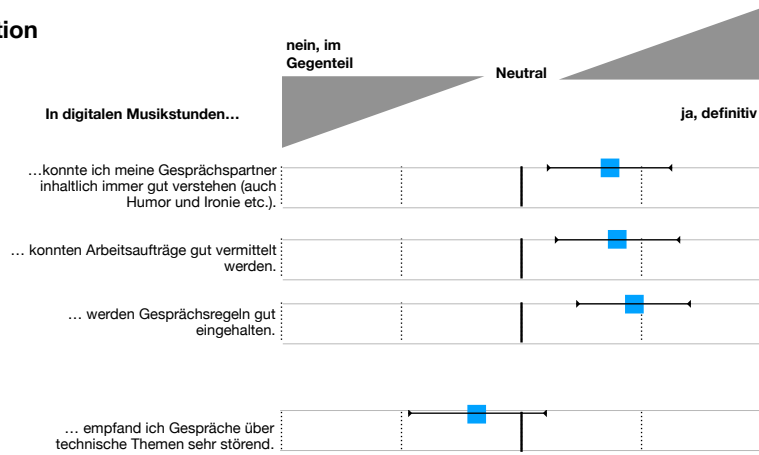 tion
nein, im
Gegenteil
Neutral
In digitalen Musikstunden…
ja, definitiv
…konnte ich meine Gesprächspartner
inhaltlich immer gut verstehen (auch
Humor und Ironie etc.).
… konnten Arbeitsaufträge gut vermittelt
werden.
… werden Gesprächsregeln gut
eingehalten.
… empfand ich Gespräche über
technische Themen sehr störend.